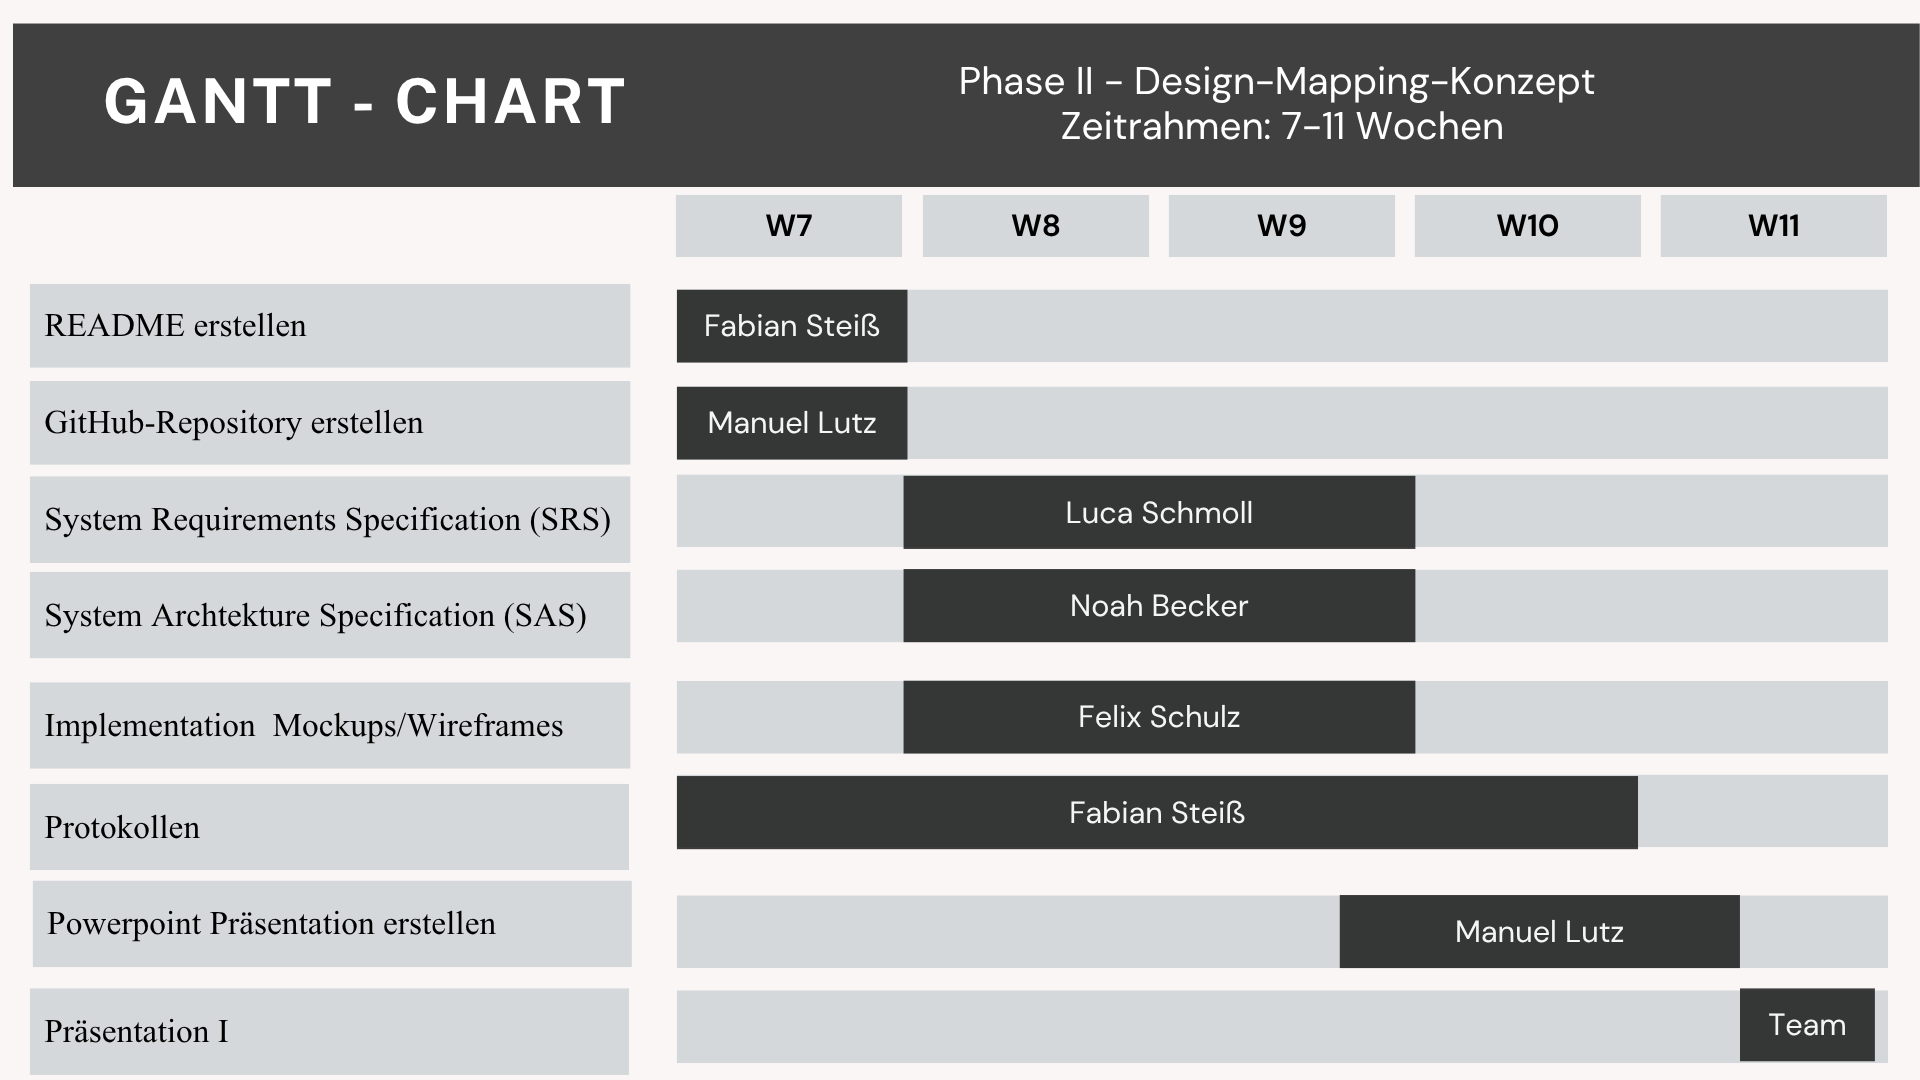 GANTT - CHART
Phase II - Design-Mapping-Konzept
Zeitrahmen: 7-11 Wochen
W7
W8
W9
W10
W11
README erstellen
Fabian Steiß
GitHub-Repository erstellen
Manuel Lutz
System Requirements Specification (SRS)
Luca Schmoll
System Archtekture Specification (SAS)
Noah Becker
Implementation  Mockups/Wireframes
Felix Schulz
Protokollen
Fabian Steiß
Powerpoint Präsentation erstellen
Manuel Lutz
Präsentation I
Team